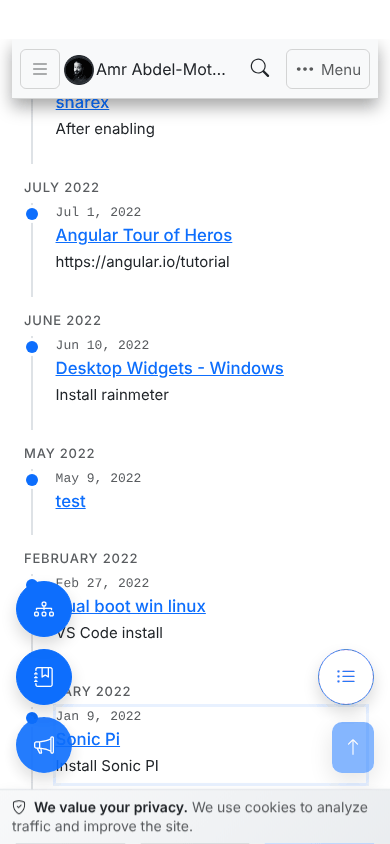 Amr Abdel-Mot...
Menu
sharex
After enabling
JULY 2022
Jul 1, 2022
Angular Tour of Heros
https://angular.io/tutorial
JUNE 2022
Jun 10, 2022
Desktop Widgets - Windows
Install rainmeter
MAY 2022
May 9, 2022
test
FEBRUARY 2022
Feb 27, 2022
ual boot win linux
VS Code install
ARY 2022
Jan 9, 2022
Sonic Pi
Install Sonic PI
We value your privacy. We use cookies to analyze
traffic and improve the site.